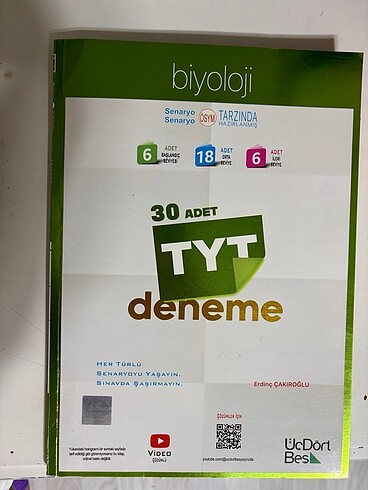 biyoloji
Senaryo
Senaryo
ÖSYM
TARZINDA
HAZIRLANMIŞ
6 ADET
BAŞLANGIÇ
SEVİYESİ
18 ADET
ORTA
SEVİYE
6 ADET
İLERİ
SEVİYE
30 ADET
TYT
deneme
HER TÜRLÜ
SENARYOYU YAŞAYIN,
SINAVDA ŞAŞIRMAYIN.
Erdinç ÇAKIROĞLU
ÇÖZÜMLER İÇİN
VİDEO
ÇÖZÜMLÜ
ÜcDört
Beş